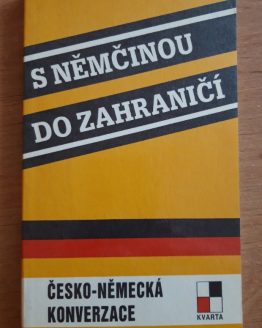 S NĚMČINOU
DO ZAHRANIČÍ
ČESKO-NĚMECKÁ
KONVERZACE
KVARTA